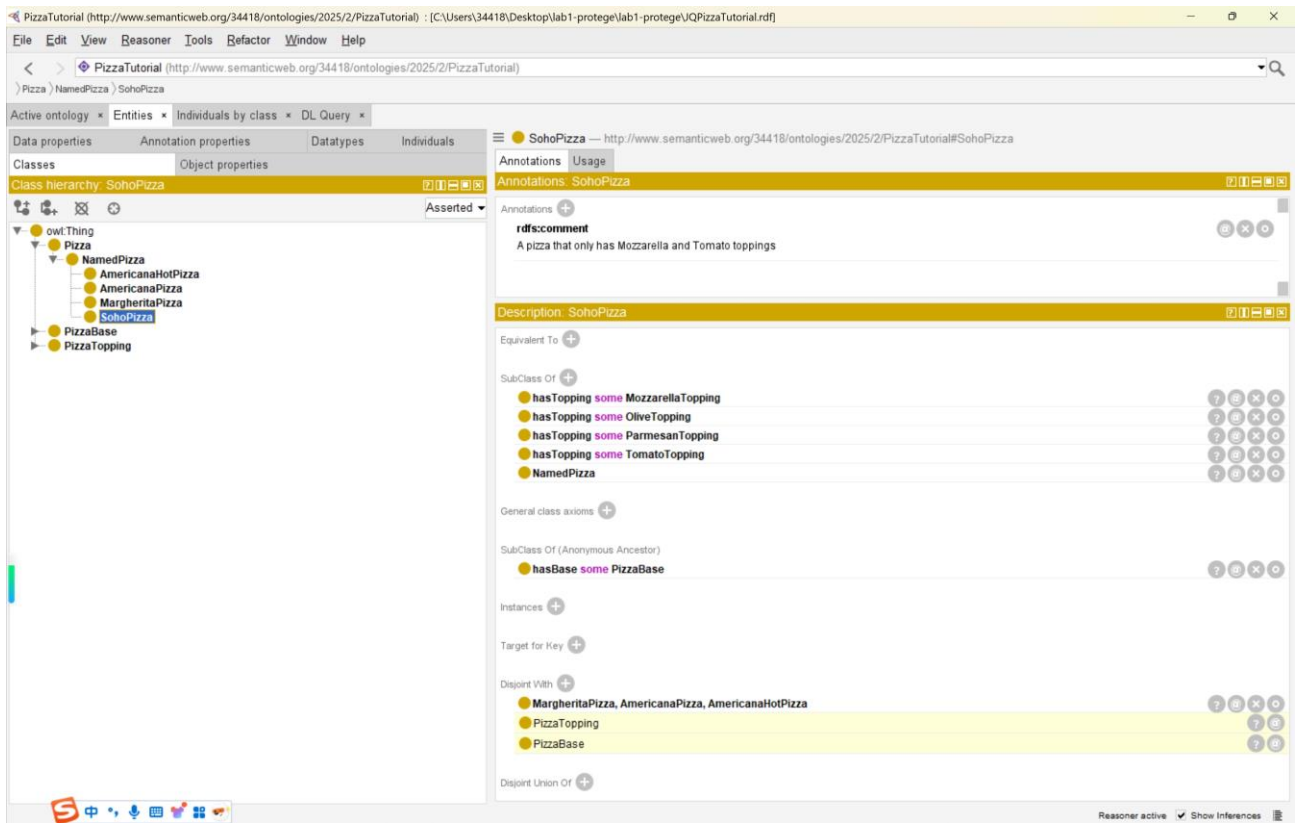 PizzaTutorial (http://www.semanticweb.org/34418/ontologies/2025/2/PizzaTutorial) : [C:\Users\34418\Desktop\lab1-protege\lab1-protege\JQPizzaTutorial.rdf]
File Edit View Reasoner Tools Refactor Window Help
PizzaTutorial (http://www.semanticweb.org/34418/ontologies/2025/2/PizzaTutorial)
Pizza NamedPizza SohoPizza
Active ontology × Entities × Individuals by class × DL Query ×
Data properties Annotation properties Datatypes Individuals
Classes Object properties
Class hierarchy: SohoPizza
Asserted
owl:Thing
Pizza
NamedPizza
AmericanaHotPizza
AmericanaPizza
MargheritaPizza
SohoPizza
PizzaBase
PizzaTopping
SohoPizza — http://www.semanticweb.org/34418/ontologies/2025/2/PizzaTutorial#SohoPizza
Annotations Usage
Annotations: SohoPizza
Annotations
rdfs:comment
A pizza that only has Mozzarella and Tomato toppings
Description: SohoPizza
Equivalent To
SubClass Of
hasTopping some MozzarellaTopping
hasTopping some OliveTopping
hasTopping some ParmesanTopping
hasTopping some TomatoTopping
NamedPizza
General class axioms
SubClass Of (Anonymous Ancestor)
hasBase some PizzaBase
Instances
Target for Key
Disjoint With
MargheritaPizza, AmericanaPizza, AmericanaHotPizza
PizzaTopping
PizzaBase
Disjoint Union Of
中
Reasoner active Show Inferences